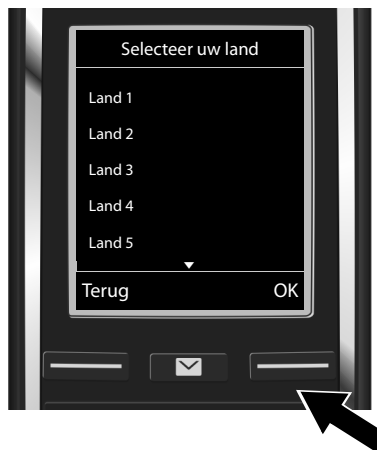 Selecteer uw land
Land 1
Land 2
Land 3
Land 4
Land 5
Terug OK